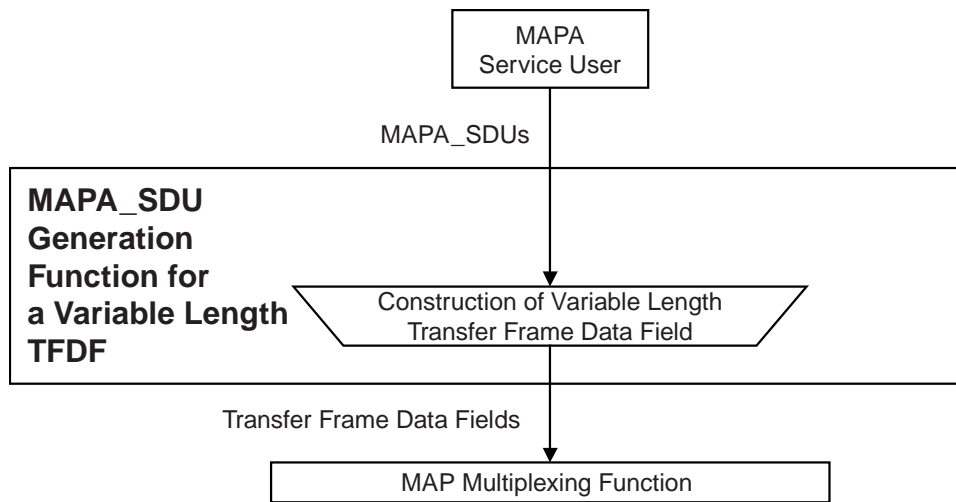 MAPA
Service User
MAPA_SDUs
MAPA_SDU
Generation
Function for
a Variable Length
TFDF
Construction of Variable Length
Transfer Frame Data Field
Transfer Frame Data Fields
MAP Multiplexing Function